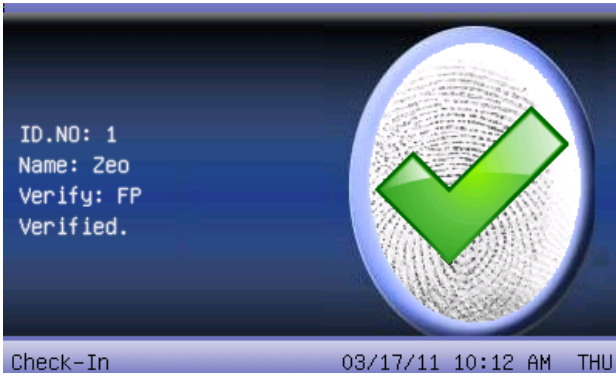 ID.NO: 1
Name: Zeo
Verify: FP
Verified.
Check-In 03/17/11 10:12 AM THU